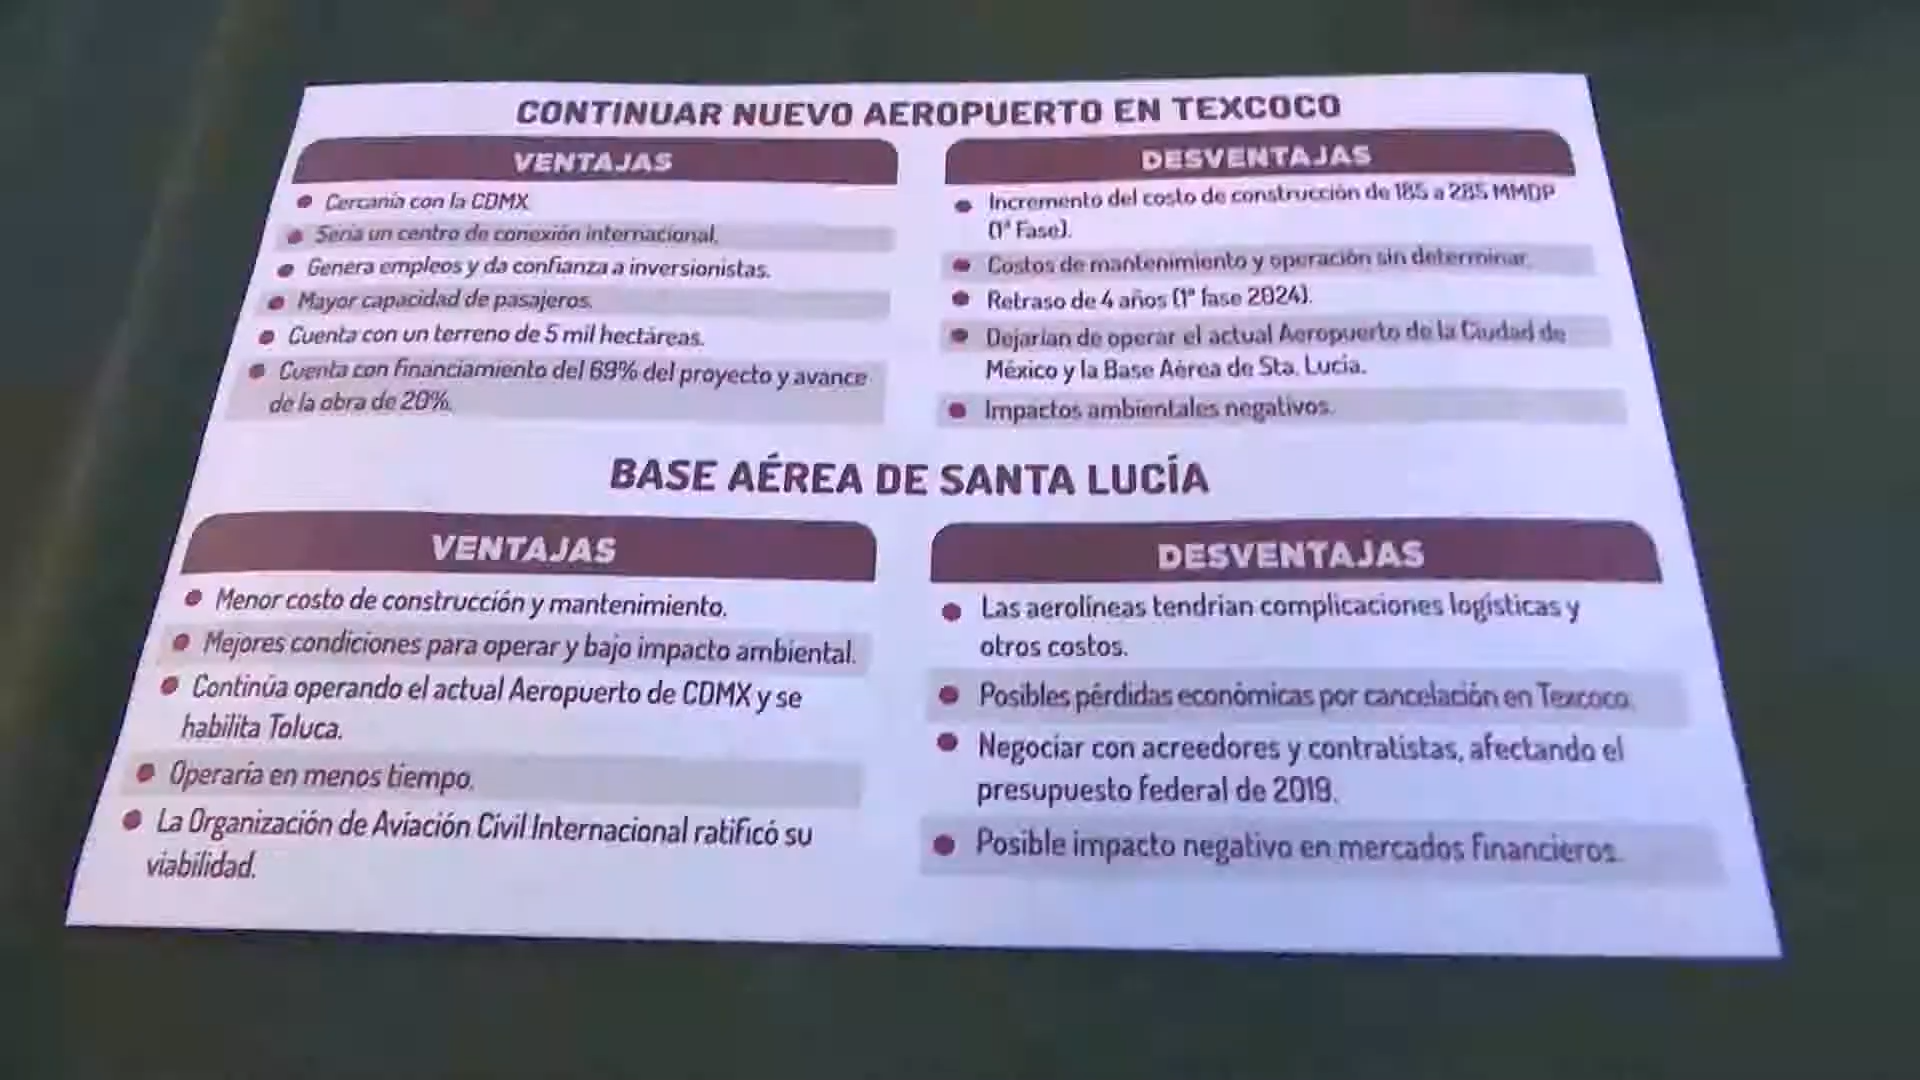 CONTINUAR NUEVO AEROPUERTO EN TEXCOCO
VENTAJAS
Cercanía con la CDMX
Sería un centro de conexión internacional.
Genera empleos y da confianza a inversionistas.
Mayor capacidad de pasajeros.
Cuenta con un terreno de 5 mil hectáreas.
Cuenta con financiamiento del 69% del proyecto y avance
de la obra de 20%.
DESVENTAJAS
Incremento del costo de construcción de 185 a 285 MMDP
(1ª Fase).
Costos de mantenimiento y operación sin determinar.
Retraso de 4 años (1ª fase 2024).
Dejarían de operar el actual Aeropuerto de la Ciudad de
México y la Base Aérea de Sta. Lucía.
Impactos ambientales negativos.
BASE AÉREA DE SANTA LUCÍA
VENTAJAS
Menor costo de construcción y mantenimiento.
Mejores condiciones para operar y bajo impacto ambiental.
Continúa operando el actual Aeropuerto de CDMX y se
habilita Toluca.
Operaría en menos tiempo.
La Organización de Aviación Civil Internacional ratificó su
viabilidad.
DESVENTAJAS
Las aerolíneas tendrían complicaciones logísticas y
otros costos.
Posibles pérdidas económicas por cancelación en Texcoco.
Negociar con acreedores y contratistas, afectando el
presupuesto federal de 2019.
Posible impacto negativo en mercados financieros.